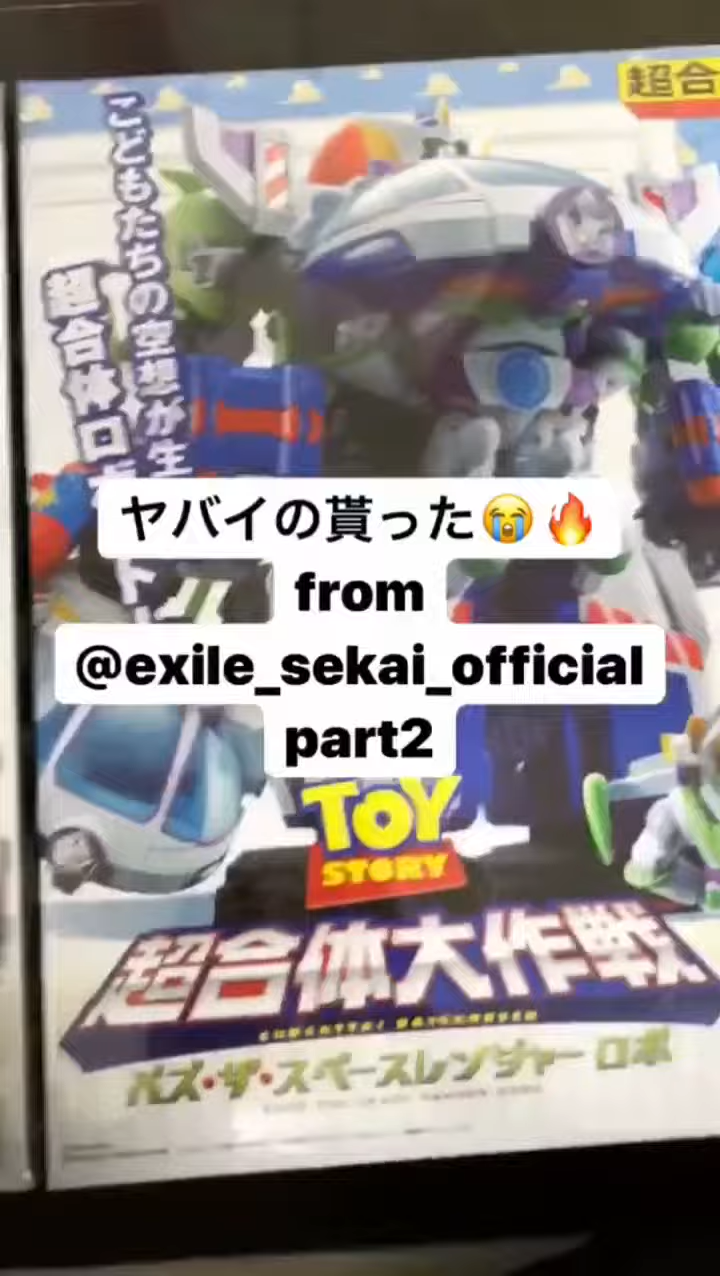 超合
こどもたちの空想が生
超合体ロボ
ヤバイの貰った😭🔥
from
@exile_sekai_official
part2
TOY
STORY
超合体大作戦
バズ・ザ・スペースレンジャー ロボ